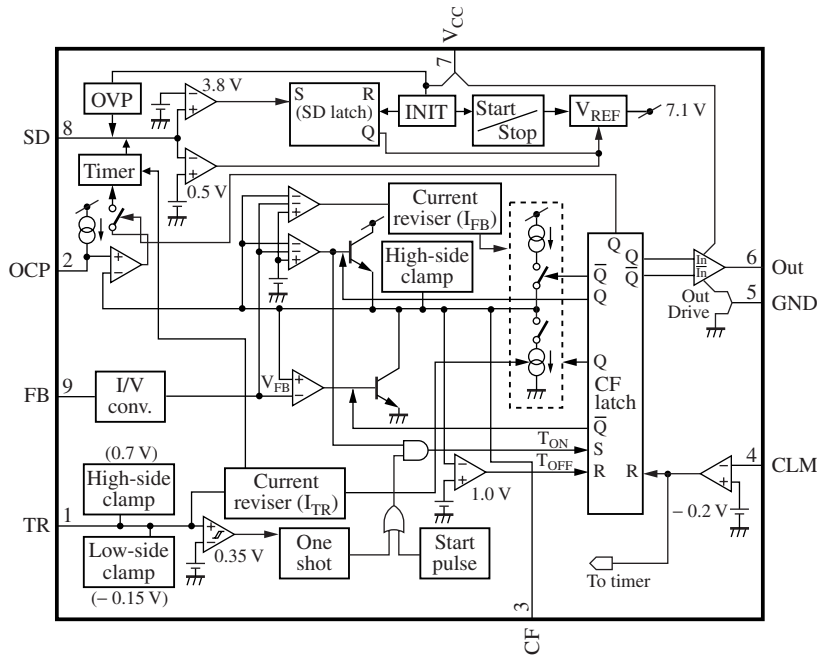 VCC
7
3.8 V
OVP
S
R
(SD latch)
Q
INIT
Start
Stop
VREF
7.1 V
8
SD
Timer
0.5 V
Current
reviser (IFB)
High-side
clamp
2
OCP
Q
Q
Q
Q
Q
Q
In
In
6
Out
Out
Drive
5
GND
Q
CF
latch
9
FB
I/V
conv.
VFB
Q
TON
S
TOFF
R
R
4
CLM
1.0 V
− 0.2 V
(0.7 V)
High-side
clamp
Current
reviser (ITR)
1
TR
Low-side
clamp
(− 0.15 V)
0.35 V
One
shot
Start
pulse
To timer
3
CF